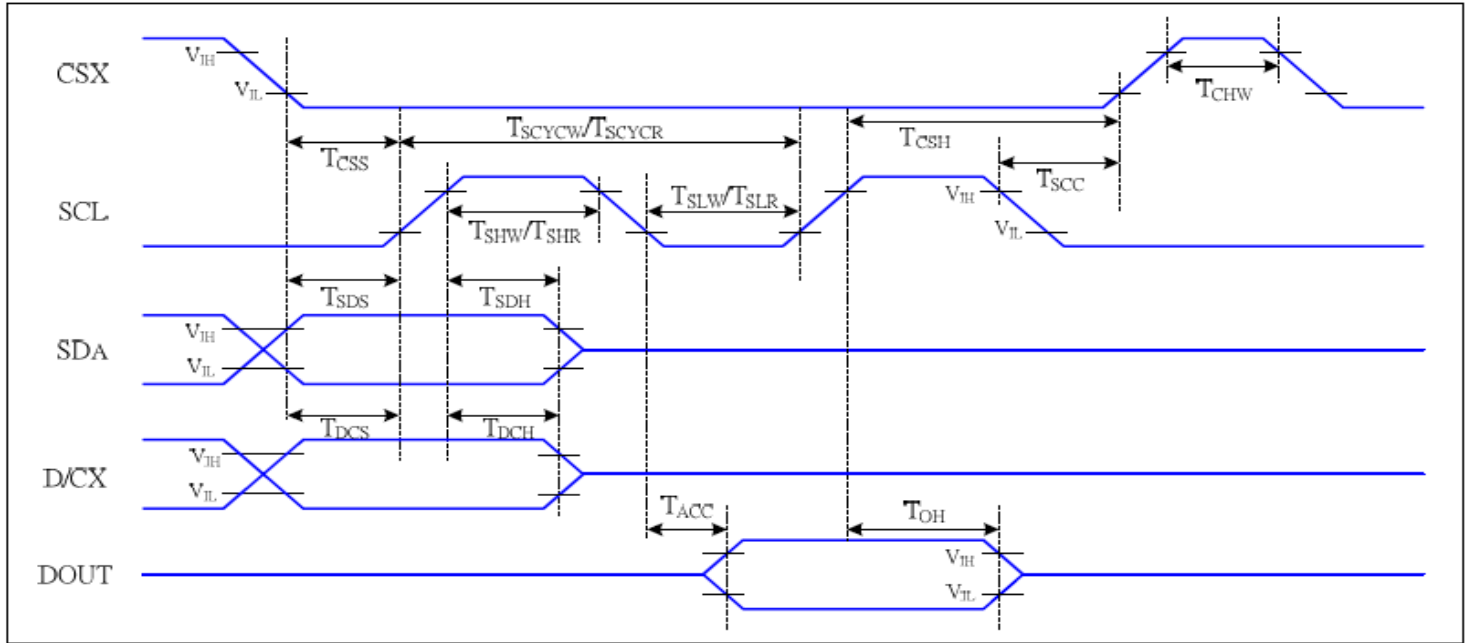 CSX
VIH
VIL
TCHW
TCSS
TSCYCW/TSCYCR
TCSH
TSCC
SCL
TSHW/TSHR
TSLW/TSLR
VIH
VIL
TSDS
TSDH
SDA
VIH
VIL
TDCS
TDCH
D/CX
VIH
VIL
TACC
TOH
DOUT
VIH
VIL